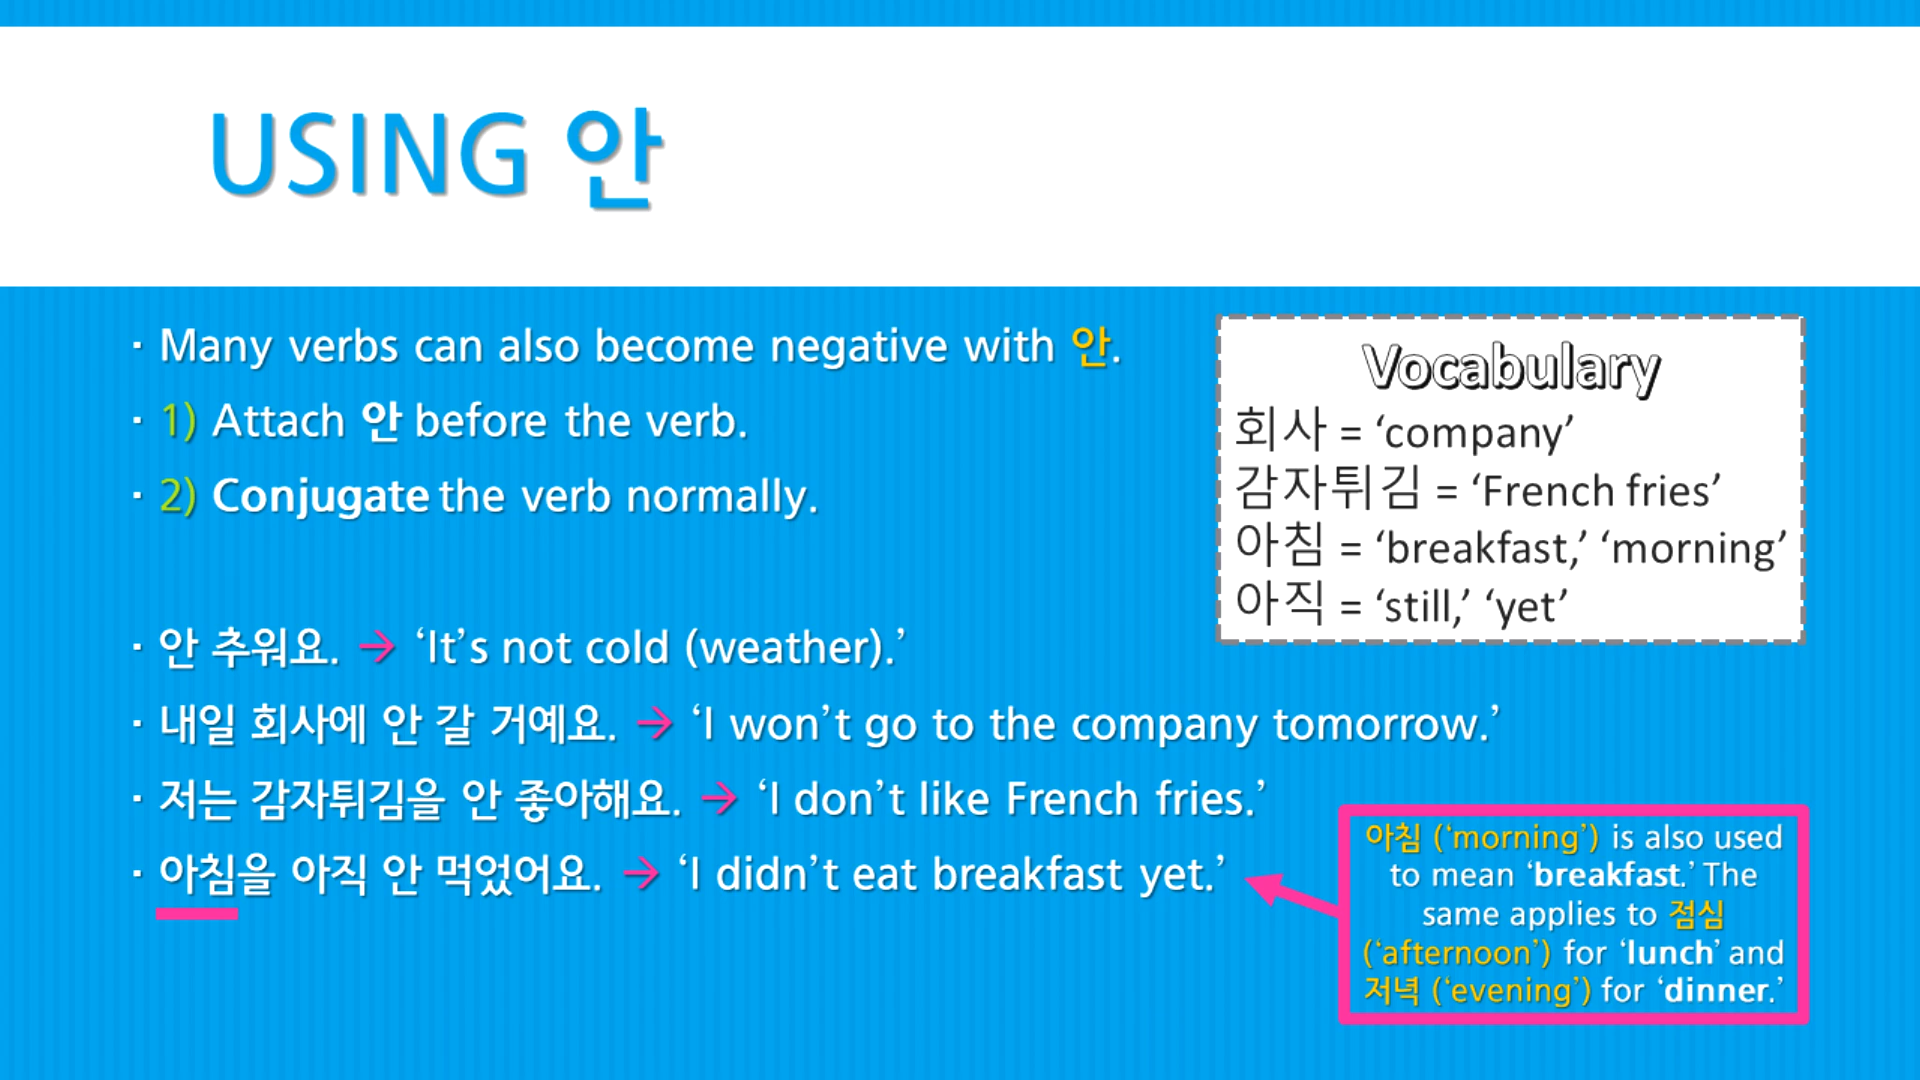 USING 안
· Many verbs can also become negative with 안.
· 1) Attach 안 before the verb.
· 2) Conjugate the verb normally.
Vocabulary
회사 = ‘company’
감자튀김 = ‘French fries’
아침 = ‘breakfast,’ ‘morning’
아직 = ‘still,’ ‘yet’
· 안 추워요. → ‘It’s not cold (weather).’
· 내일 회사에 안 갈 거예요. → ‘I won’t go to the company tomorrow.’
· 저는 감자튀김을 안 좋아해요. → ‘I don’t like French fries.’
· 아침을 아직 안 먹었어요. → ‘I didn’t eat breakfast yet.’
아침 (‘morning’) is also used
to mean ‘breakfast.’ The
same applies to 점심
(‘afternoon’) for ‘lunch’ and
저녁 (‘evening’) for ‘dinner.’